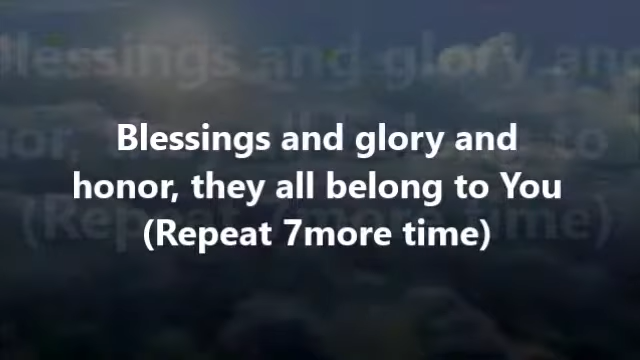 Blessings and glory and
honor, they all belong to You
(Repeat 7more time)